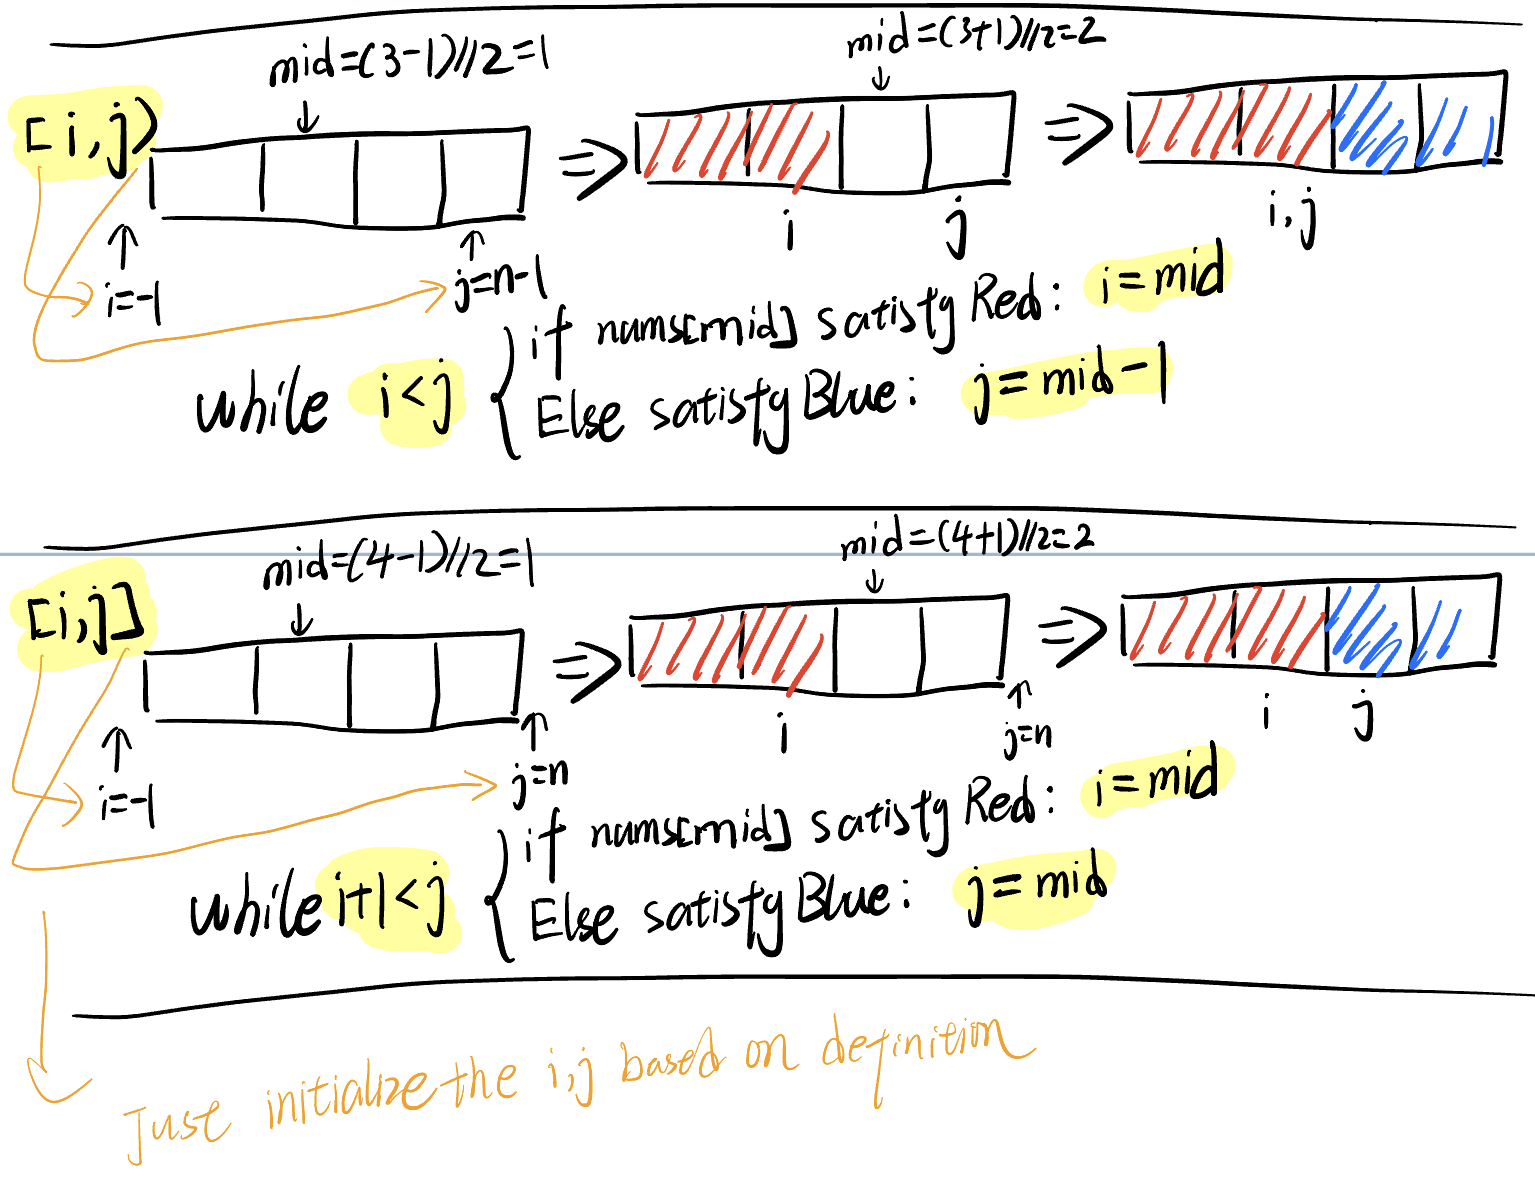 mid=(3-1)//2=1
mid=(3+1)//2=2
[i,j)
i
j
i,j
i=-1
j=n-1
if nums[mid] satisfy Red: i=mid
while i<j
Else satisfy Blue: j=mid-1
mid=(4-1)//2=1
mid=(4+1)//2=2
[i,j]
i
j=n
i
j
i=-1
j=n
if nums[mid] satisfy Red: i=mid
while i+1<j
Else satisfy Blue: j=mid
Just initialize the i,j based on definition